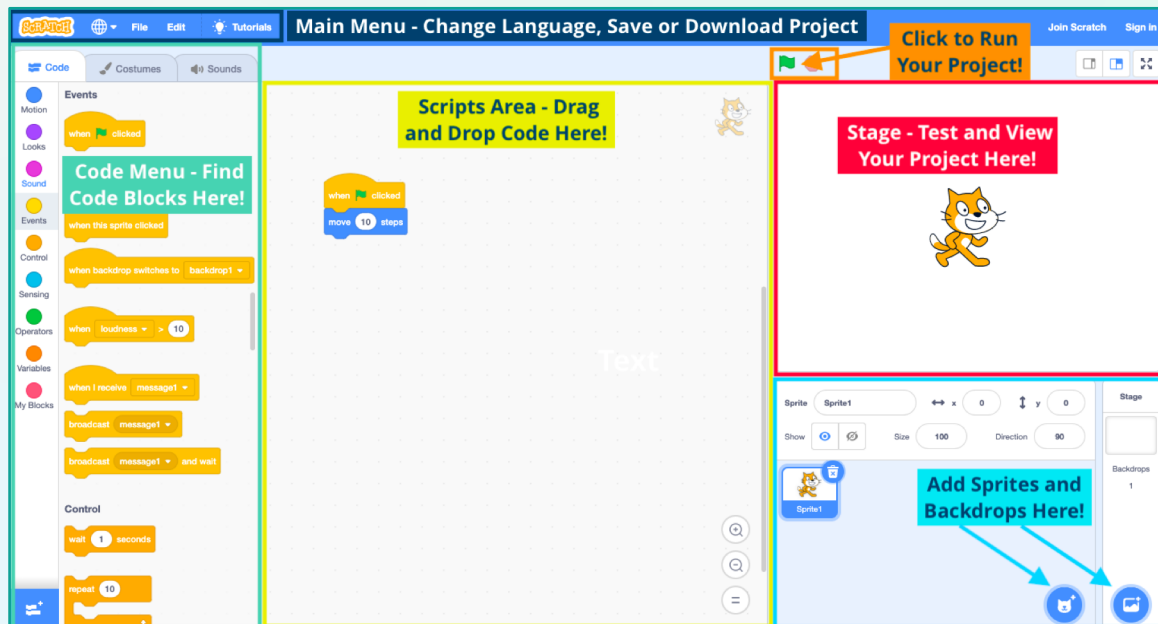 SCRATCH
File
Edit
Tutorials
Main Menu - Change Language, Save or Download Project
Join Scratch
Sign in
Click to Run
Your Project!
Code
Costumes
Sounds
Motion
Looks
Sound
Events
Control
Sensing
Operators
Variables
My Blocks
Events
when clicked
Code Menu - Find
Code Blocks Here!
when this sprite clicked
when backdrop switches to backdrop1
when loudness > 10
when I receive message1
broadcast message1
broadcast message1 and wait
Control
wait 1 seconds
repeat 10
Scripts Area - Drag
and Drop Code Here!
when clicked
move 10 steps
Text
Stage - Test and View
Your Project Here!
Sprite Sprite1 x 0 y 0
Show Size 100 Direction 90
Sprite1
Add Sprites and
Backdrops Here!
Stage
Backdrops
1